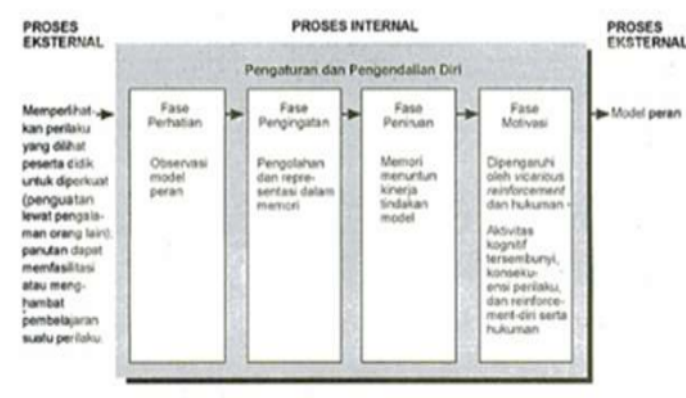 PROSES
EKSTERNAL
PROSES INTERNAL
PROSES
EKSTERNAL
Pengaturan dan Pengendalian Diri
Memperlihat-
kan perilaku
yang dilihat
peserta didik
untuk diperkuat
(penguatan
lewat pengala-
man orang lain),
panutan dapat
memfasilitasi
atau meng-
hambat
pembelajaran
suatu perilaku.
Fase
Perhatian
Observasi
model
peran
Fase
Pengingatan
Pengolahan
dan repre-
sentasi dalam
memori
Fase
Peniruan
Memori
menuntun
kinerja
tindakan
model
Fase
Motivasi
Dipengaruhi
oleh vicarious
reinforcement
dan hukuman
Aktivitas
kognitif
tersembunyi,
konseku-
ensi perilaku,
dan reinforce-
ment-diri serta
hukuman
Model peran